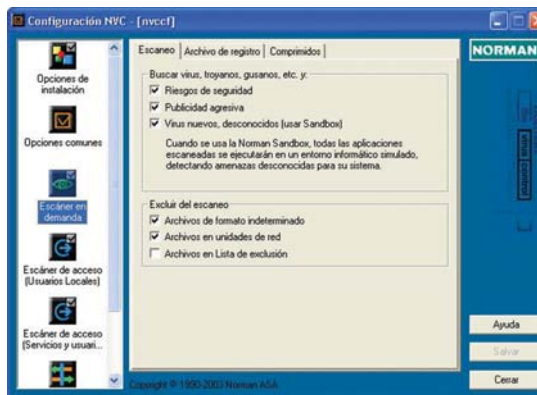 Configuración NVC - [nvccf]
Opciones de
instalación
Opciones comunes
Escáner en
demanda
Escáner de acceso
(Usuarios Locales)
Escáner de acceso
(Servicios y usuari...
Escaneo
Archivo de registro
Comprimidos
Buscar virus, troyanos, gusanos, etc. y:
Riesgos de seguridad
Publicidad agresiva
Virus nuevos, desconocidos (usar Sandbox)
Cuando se usa la Norman Sandbox, todas las aplicaciones
escaneadas se ejecutarán en un entorno informático simulado,
detectando amenazas desconocidas para su sistema.
Excluir del escaneo
Archivos de formato indeterminado
Archivos en unidades de red
Archivos en Lista de exclusión
Copyright © 1990-2003 Norman ASA
NORMAN
virus control
Ayuda
Salvar
Cerrar